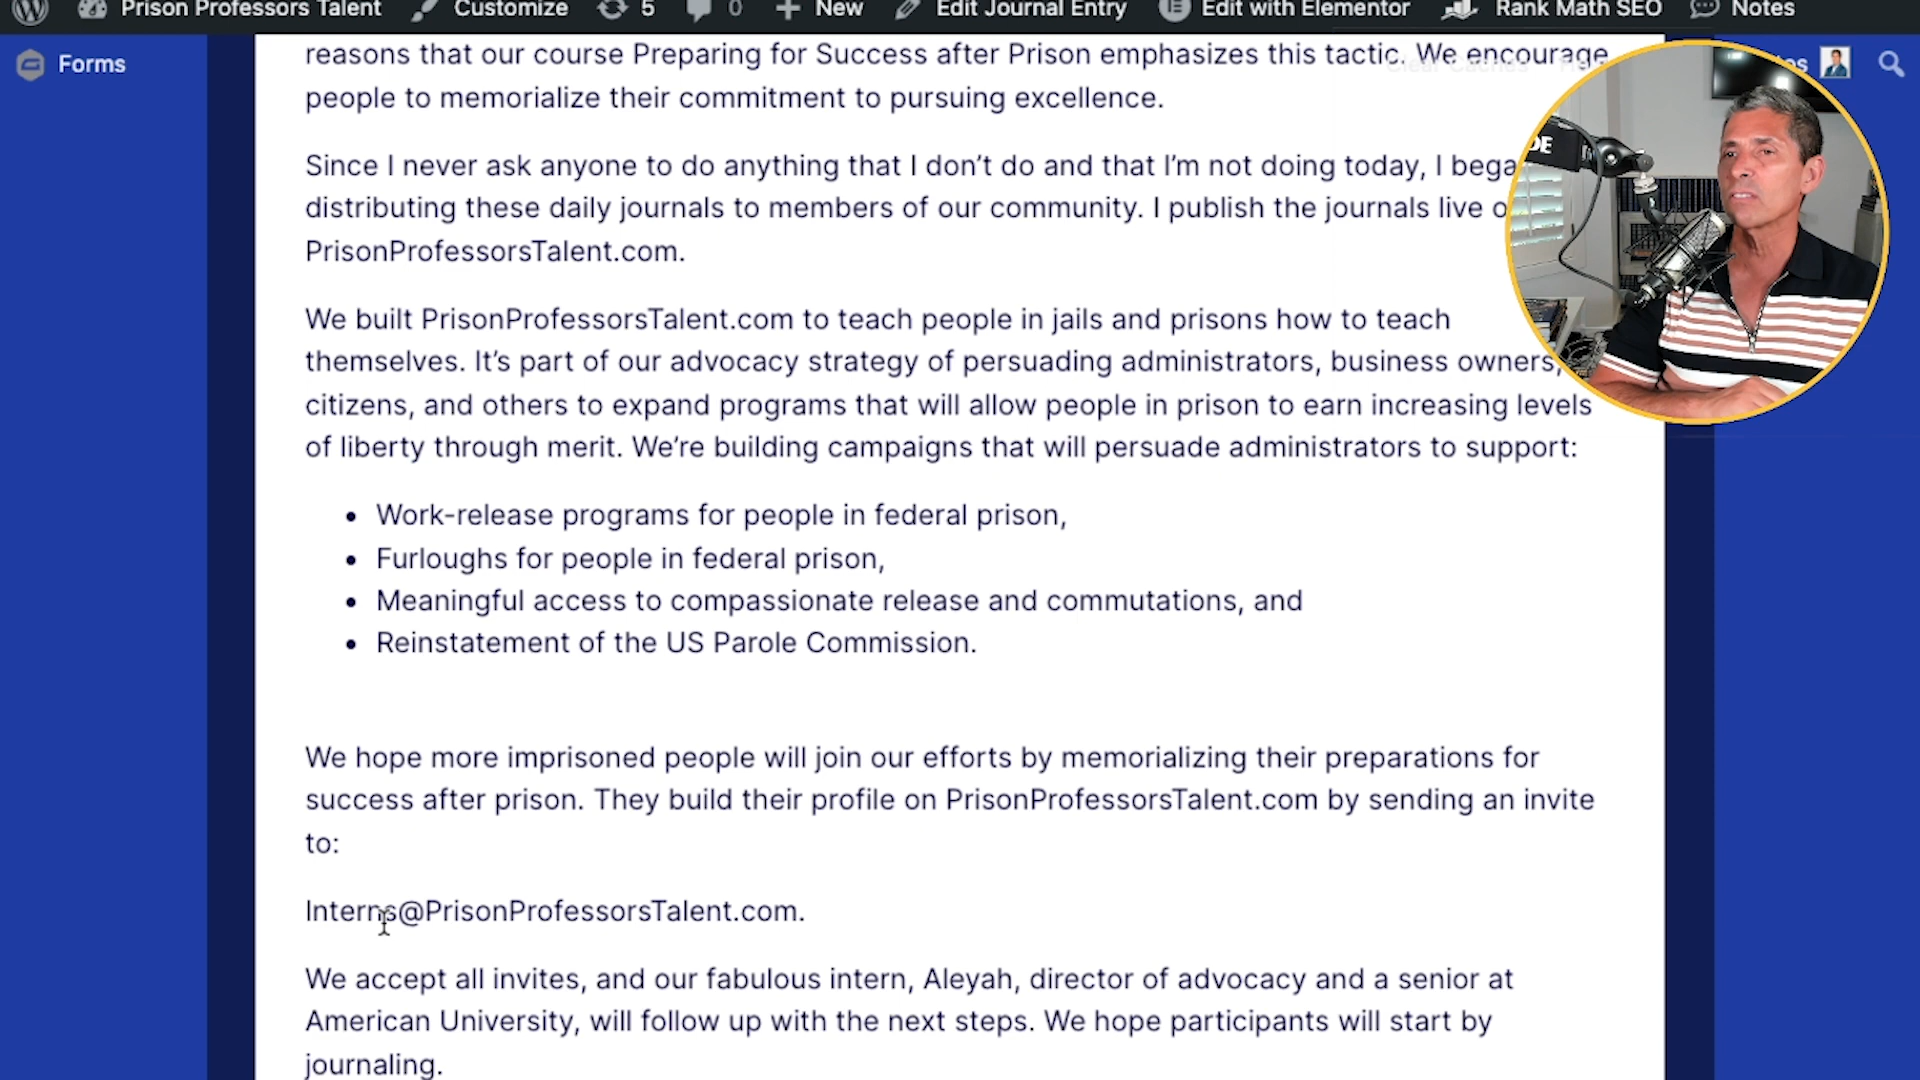 Prison Professors Talent Customize 5 0 New Edit Journal Entry Edit with Elementor Rank Math SEO Notes
Forms
reasons that our course Preparing for Success after Prison emphasizes this tactic. We encourage
people to memorialize their commitment to pursuing excellence.
Since I never ask anyone to do anything that I don’t do and that I’m not doing today, I
distributing these daily journals to members of our community. I publish the journals live
PrisonProfessorsTalent.com.
We built PrisonProfessorsTalent.com to teach people in jails and prisons how to teach
themselves. It’s part of our advocacy strategy of persuading administrators, business owners,
citizens, and others to expand programs that will allow people in prison to earn increasing levels
of liberty through merit. We’re building campaigns that will persuade administrators to support:
• Work-release programs for people in federal prison,
• Furloughs for people in federal prison,
• Meaningful access to compassionate release and commutations, and
• Reinstatement of the US Parole Commission.
We hope more imprisoned people will join our efforts by memorializing their preparations for
success after prison. They build their profile on PrisonProfessorsTalent.com by sending an invite
to:
Interns@PrisonProfessorsTalent.com.
We accept all invites, and our fabulous intern, Aleyah, director of advocacy and a senior at
American University, will follow up with the next steps. We hope participants will start by
journaling.